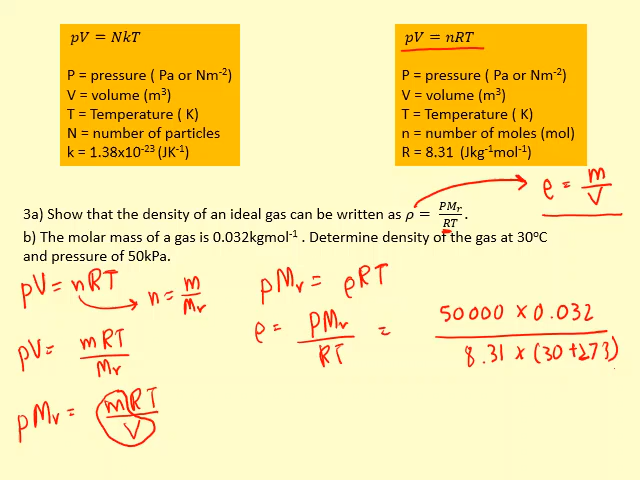 pV = NkT
P = pressure ( Pa or Nm⁻²)
V = volume (m³)
T = Temperature ( K)
N = number of particles
k = 1.38x10⁻²³ (JK⁻¹)
pV = nRT
P = pressure ( Pa or Nm⁻²)
V = volume (m³)
T = Temperature ( K)
n = number of moles (mol)
R = 8.31 (Jkg⁻¹mol⁻¹)
ρ = m/V
3a) Show that the density of an ideal gas can be written as ρ = PMᵣ/RT.
b) The molar mass of a gas is 0.032kgmol⁻¹ . Determine density of the gas at 30°C
and pressure of 50kPa.
pV = nRT
n = m/Mr
pV = mRT/Mr
pMr = mRT/V
pMr = ρRT
ρ = pMr/RT = 50000 × 0.032/8.31 × (30+273)